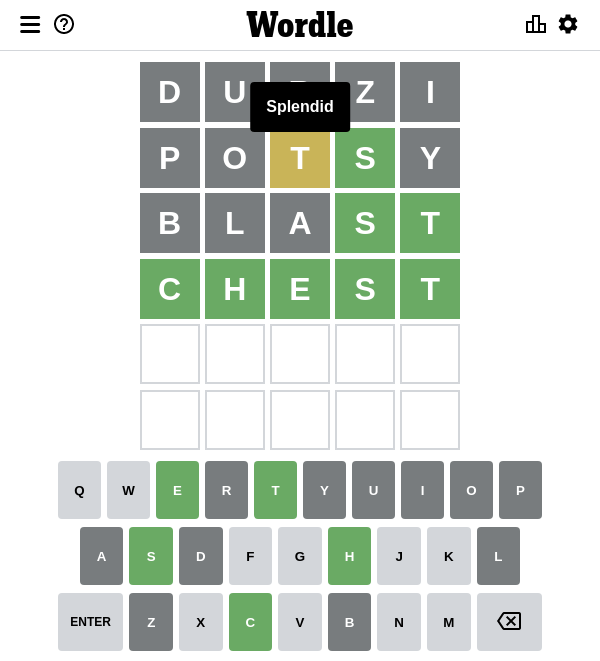 Wordle
D U Z I
Splendid
P O T S Y
B L A S T
C H E S T
Q W E R T Y U I O P
A S D F G H J K L
ENTER Z X C V B N M